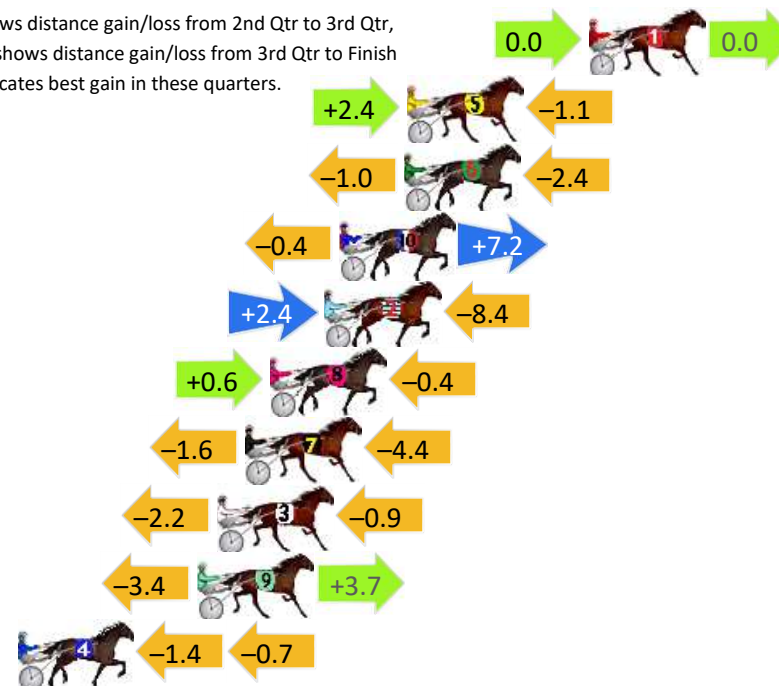 ws distance gain/loss from 2nd Qtr to 3rd Qtr,
shows distance gain/loss from 3rd Qtr to Finish
icates best gain in these quarters.
0.0 1 0.0
+2.4 5 –1.1
–1.0 6 –2.4
–0.4 10 +7.2
+2.4 2 –8.4
+0.6 8 –0.4
–1.6 7 –4.4
–2.2 3 –0.9
–3.4 9 +3.7
4 –1.4 –0.7